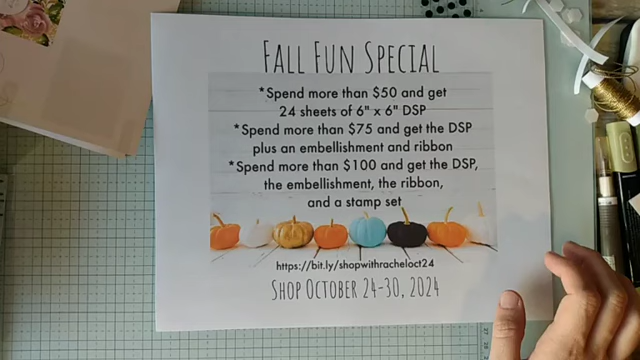 FALL FUN SPECIAL
*Spend more than $50 and get
24 sheets of 6" x 6" DSP
*Spend more than $75 and get the DSP
plus an embellishment and ribbon
*Spend more than $100 and get the DSP,
the embellishment, the ribbon,
and a stamp set
https://bit.ly/shopwithracheloct24
SHOP OCTOBER 24-30, 2024